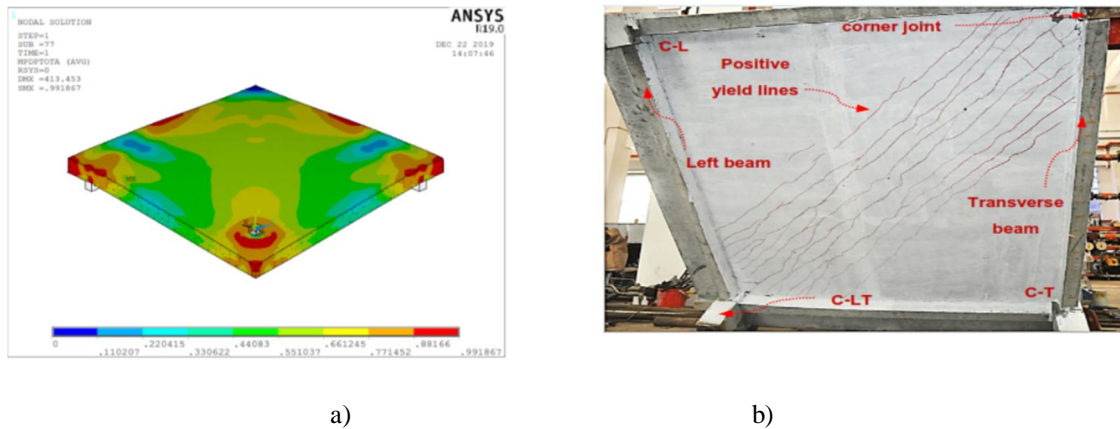 NODAL SOLUTION
STEP=1
SUB =77
TIME=1
MPDPTOTA (AVG)
RSYS=0
DMX =413.453
SMX =.991867
ANSYS
R19.0
DEC 22 2019
14:07:46
MX
0
.110207
.220415
.330622
.44083
.551037
.661245
.771452
.88166
.991867
corner joint
C-L
Positive
yield lines
Left beam
Transverse
beam
C-LT
C-T
a)
b)